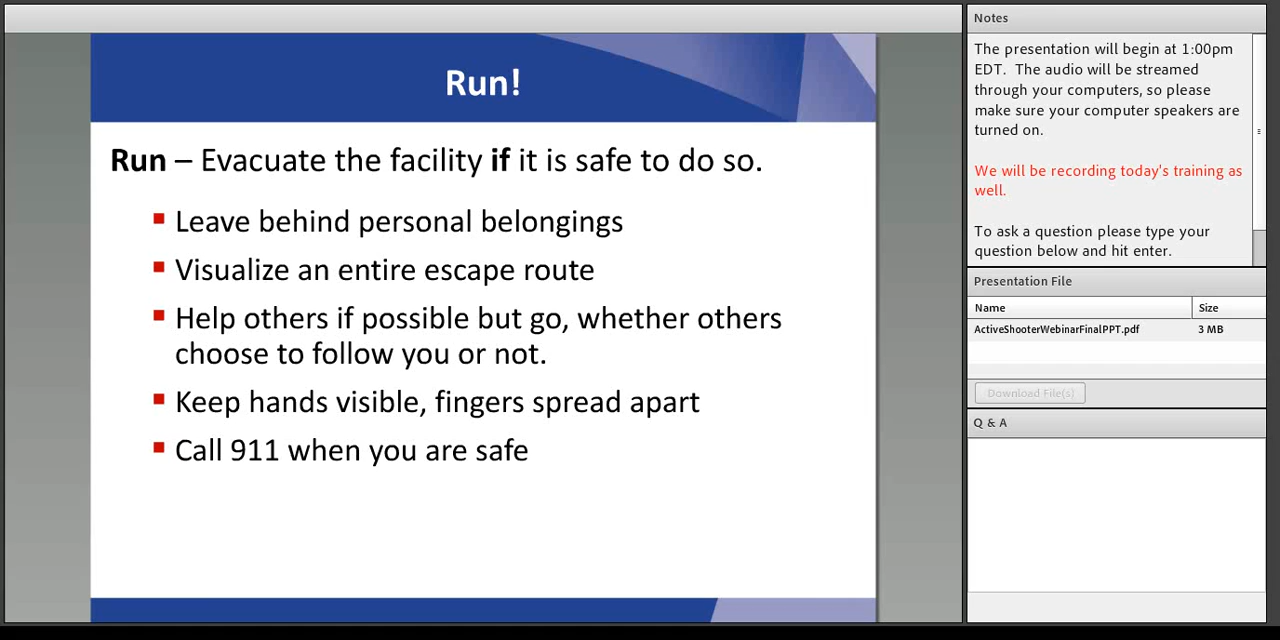 Run!
Run – Evacuate the facility if it is safe to do so.
Leave behind personal belongings
Visualize an entire escape route
Help others if possible but go, whether others
choose to follow you or not.
Keep hands visible, fingers spread apart
Call 911 when you are safe
Notes
The presentation will begin at 1:00pm
EDT. The audio will be streamed
through your computers, so please
make sure your computer speakers are
turned on.
We will be recording today's training as
well.
To ask a question please type your
question below and hit enter.
Presentation File
Name Size
ActiveShooterWebinarFinalPPT.pdf 3 MB
Download File(s)
Q & A